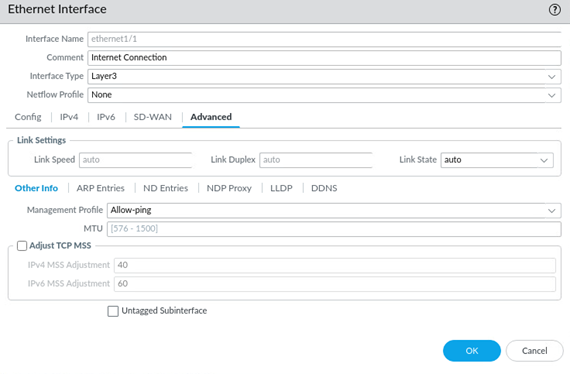 Ethernet Interface
Interface Name ethernet1/1
Comment Internet Connection
Interface Type Layer3
Netflow Profile None
Config IPv4 IPv6 SD-WAN Advanced
Link Settings
Link Speed auto Link Duplex auto Link State auto
Other Info ARP Entries ND Entries NDP Proxy LLDP DDNS
Management Profile Allow-ping
MTU [576 - 1500]
Adjust TCP MSS
IPv4 MSS Adjustment 40
IPv6 MSS Adjustment 60
Untagged Subinterface
OK Cancel